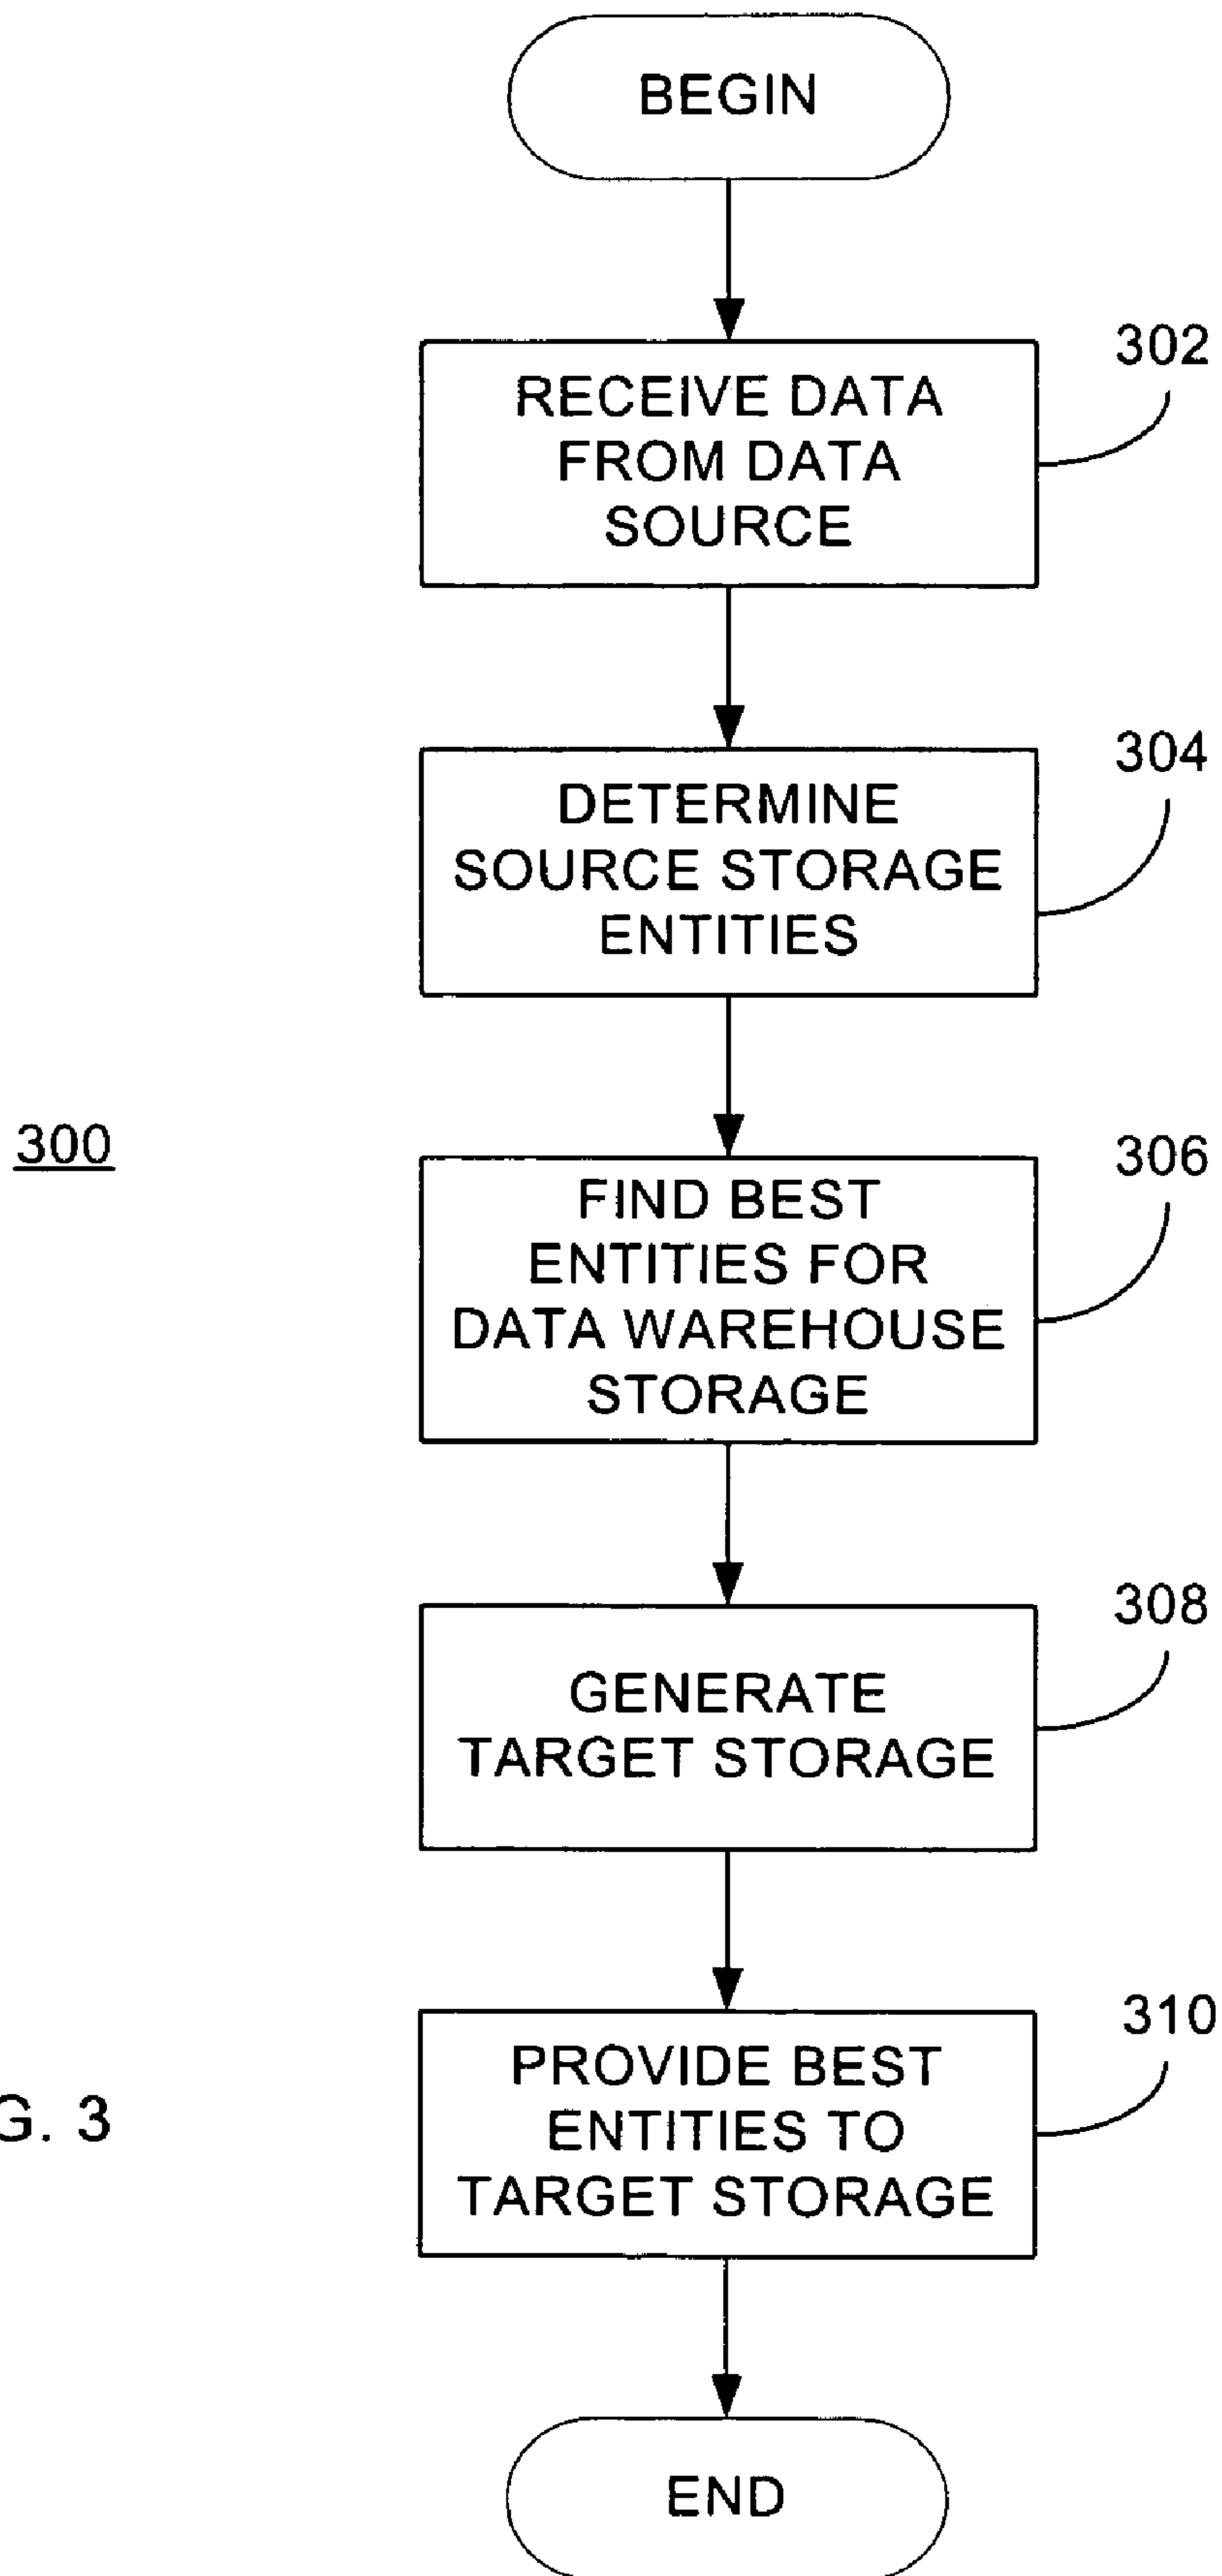 BEGIN
302
RECEIVE DATA
FROM DATA
SOURCE
304
DETERMINE
SOURCE STORAGE
ENTITIES
300
306
FIND BEST
ENTITIES FOR
DATA WAREHOUSE
STORAGE
308
GENERATE
TARGET STORAGE
310
PROVIDE BEST
ENTITIES TO
TARGET STORAGE
G. 3
END